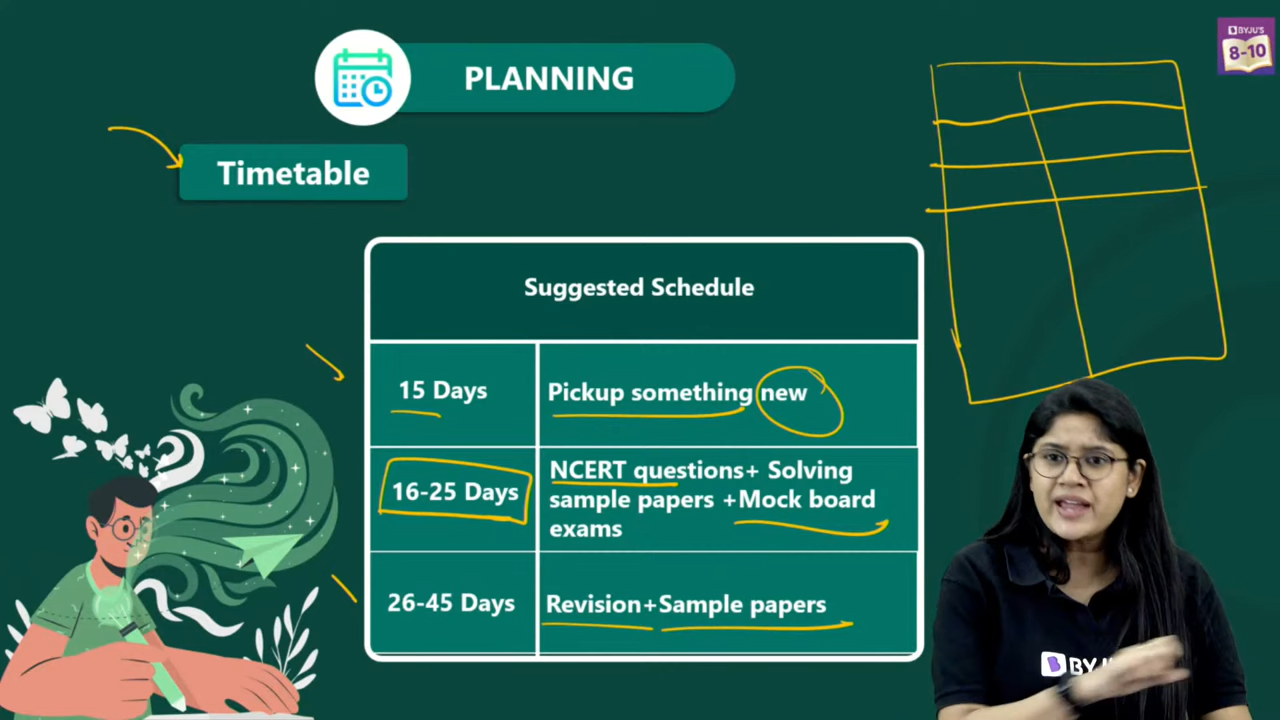 BYJU'S
8-10
PLANNING
Timetable
Suggested Schedule
15 Days
Pickup something new
16-25 Days
NCERT questions+ Solving
sample papers +Mock board
exams
26-45 Days
Revision+Sample papers